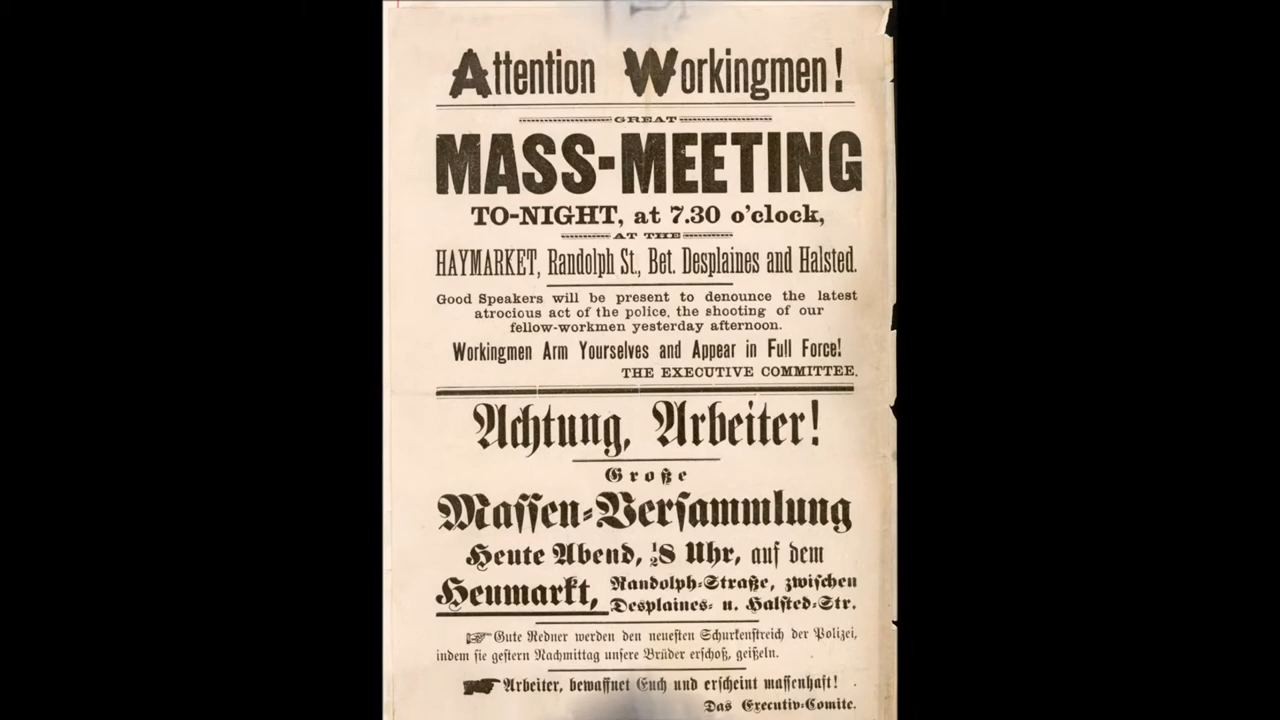 Attention Workingmen!
GREAT
MASS-MEETING
TO-NIGHT, at 7.30 o'clock,
AT THE
HAYMARKET, Randolph St., Bet. Desplaines and Halsted.
Good Speakers will be present to denounce the latest
atrocious act of the police, the shooting of our
fellow-workmen yesterday afternoon.
Workingmen Arm Yourselves and Appear in Full Force!
THE EXECUTIVE COMMITTEE.
Achtung, Arbeiter!
Große
Massen-Versammlung
Heute Abend, ½8 Uhr, auf dem
Heumarkt, Randolph-Straße, zwischen
Desplaines- u. Halsted-Str.
☞ Gute Redner werden den neuesten Schurkenstreich der Polizei,
indem sie gestern Nachmittag unsere Brüder erschoß, geißeln.
☛ Arbeiter, bewaffnet Euch und erscheint massenhaft!
Das Executiv-Comite.